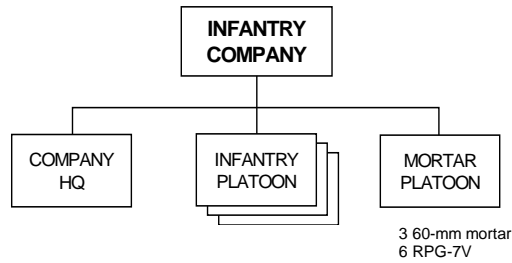 INFANTRY
COMPANY
COMPANY
HQ
INFANTRY
PLATOON
MORTAR
PLATOON
3 60-mm mortar
6 RPG-7V